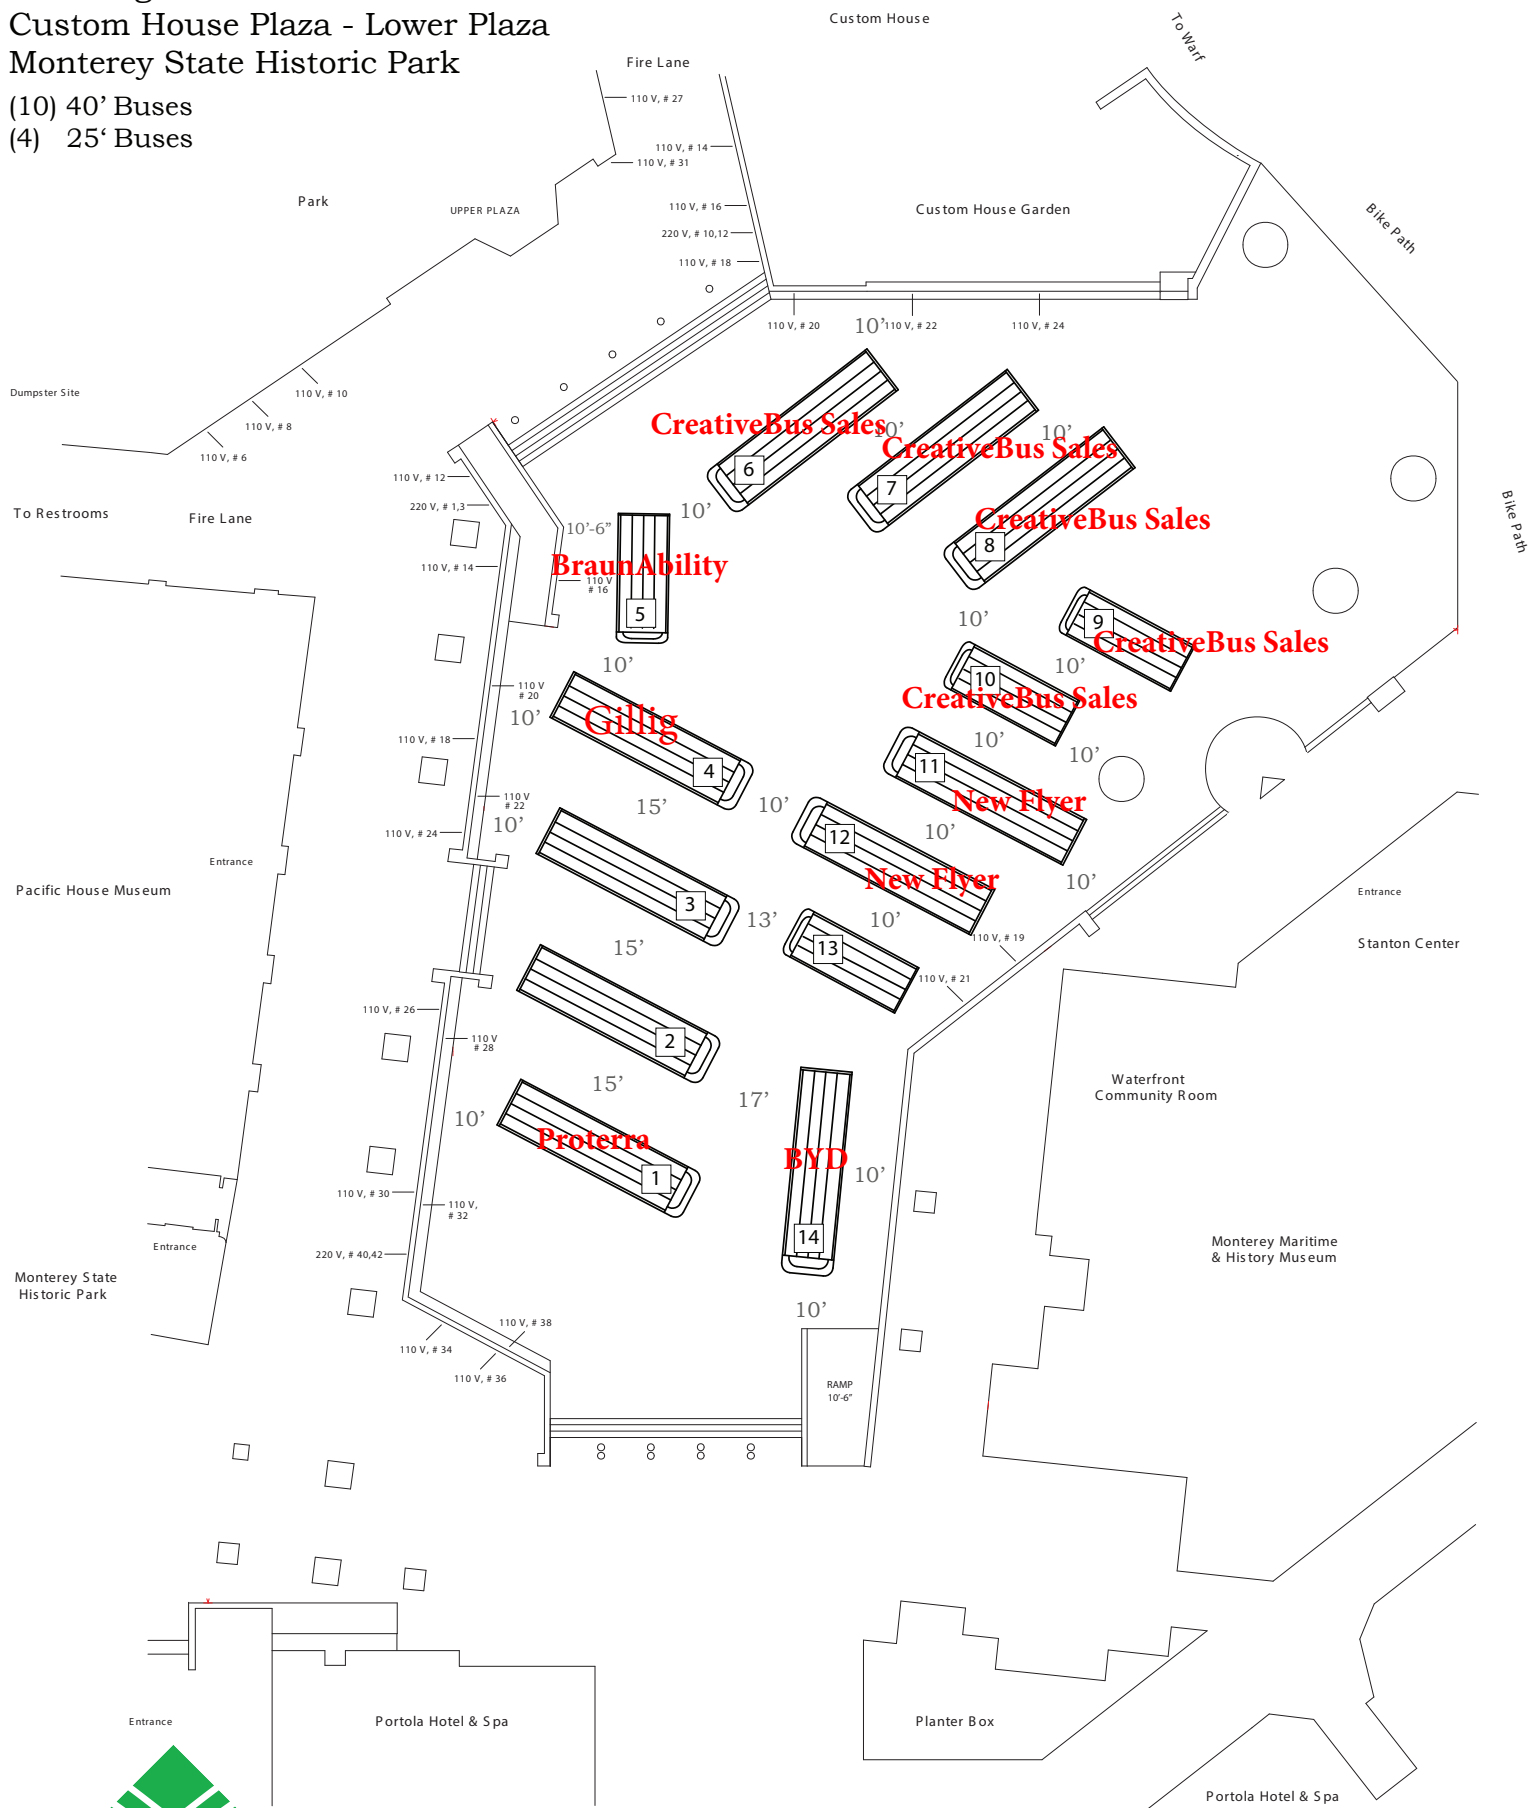 Custom House Plaza - Lower Plaza
Monterey State Historic Park
(10) 40’ Buses
(4) 25‘ Buses
Custom House
To Warf
Fire Lane
110 V, # 27
110 V, # 14
110 V, # 31
Park
UPPER PLAZA
110 V, # 16
Custom House Garden
Bike Path
220 V, # 10,12
110 V, # 18
110 V, # 20
10’
110 V, # 22
110 V, # 24
Dumpster Site
110 V, # 10
110 V, # 8
110 V, # 6
CreativeBus Sales
10’
CreativeBus Sales
10’
6
7
110 V, # 12
220 V, # 1,3
To Restrooms
Fire Lane
10’
10’-6”
CreativeBus Sales
8
Bike Path
110 V, # 14
BraunAbility
110 V
# 16
5
10’
9
CreativeBus Sales
10’
10’
10
CreativeBus Sales
110 V
# 20
10’
Gillig
110 V, # 18
10’
10’
4
11
110 V
# 22
15’
10’
New Flyer
10’
110 V, # 24
12
10’
Entrance
New Flyer
10’
Pacific House Museum
Entrance
3
13’
10’
110 V, # 19
Stanton Center
15’
13
110 V, # 21
110 V, # 26
110 V
# 28
2
15’
17’
Waterfront
Community Room
10’
Proterra
BYD
1
10’
110 V, # 30
110 V,
# 32
14
Entrance
220 V, # 40,42
Monterey Maritime
& History Museum
Monterey State
Historic Park
10’
110 V, # 38
110 V, # 34
110 V, # 36
RAMP
10’-6”
Entrance
Portola Hotel & Spa
Planter Box
Portola Hotel & Spa